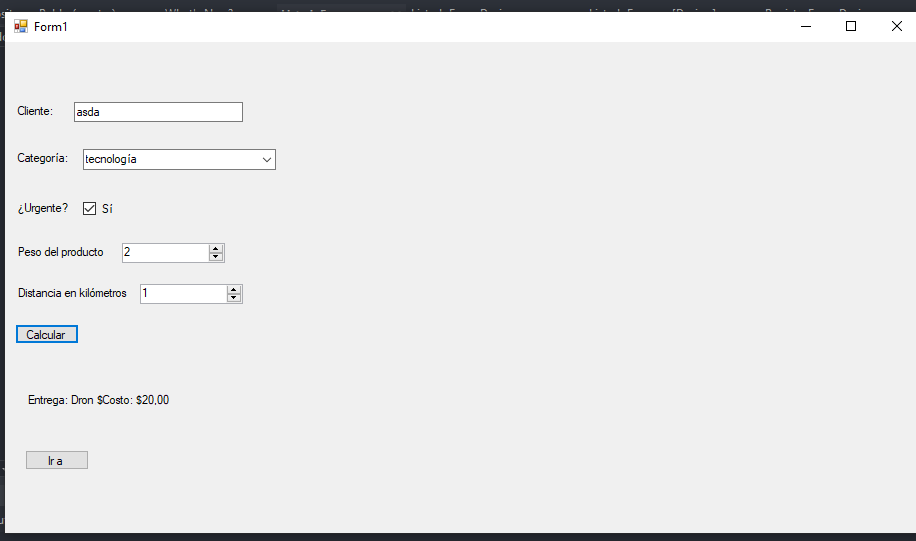 Form1
Cliente: asda
Categoría: tecnología
¿Urgente? Sí
Peso del producto 2
Distancia en kilómetros 1
Calcular
Entrega: Dron $Costo: $20,00
Ir a